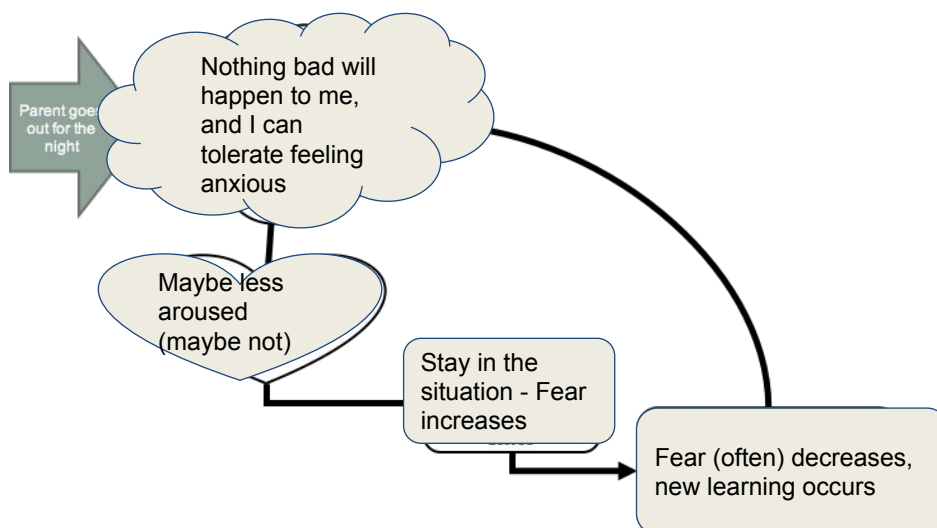 Parent goes
out for the
night
Nothing bad will
happen to me,
and I can
tolerate feeling
anxious
Maybe less
aroused
(maybe not)
Stay in the
situation - Fear
increases
Fear (often) decreases,
new learning occurs